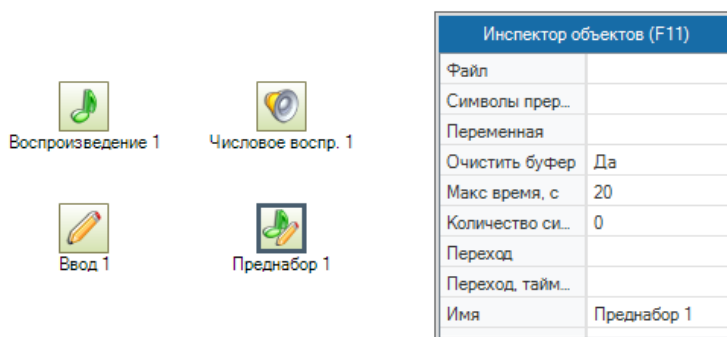 Воспроизведение 1
Числовое воспр. 1
Ввод 1
Преднабор 1
Инспектор объектов (F11)
Файл
Символы прер...
Переменная
Очистить буфер Да
Макс время, с 20
Количество си... 0
Переход
Переход, тайм...
Имя Преднабор 1